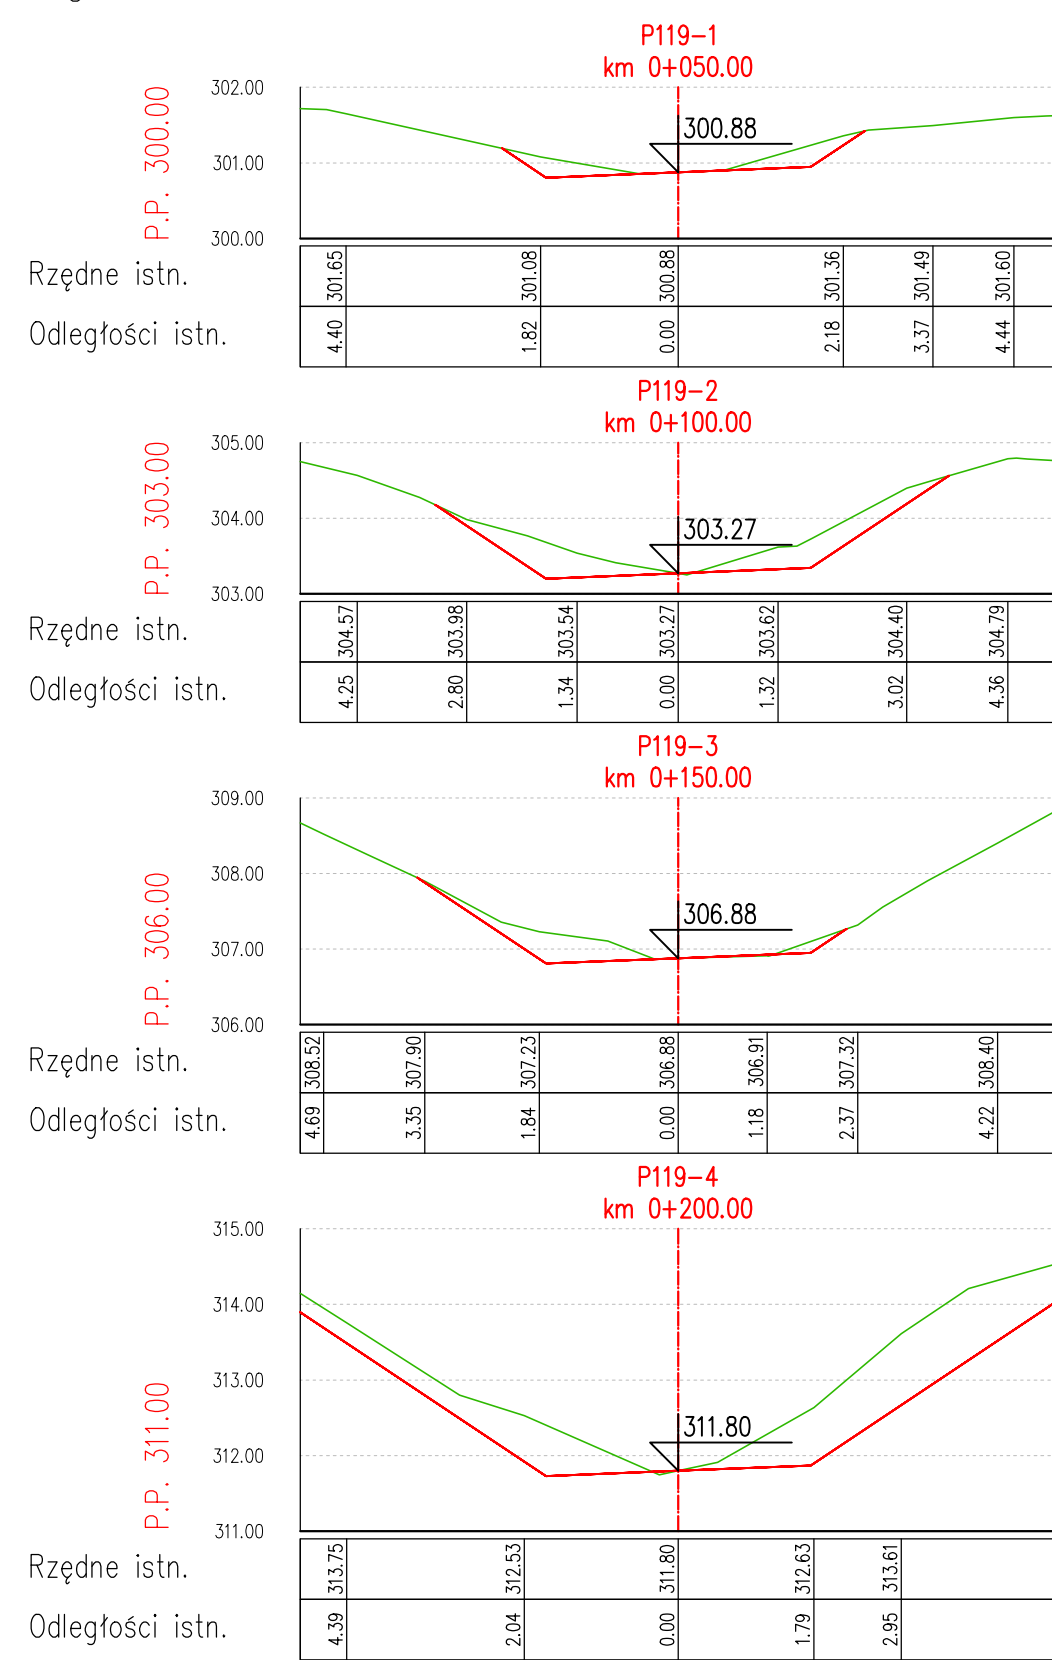 P119-1
km 0+050.00
P.P. 300.00
302.00
301.00
300.00
300.88
Rzędne istn.
301.65 301.08 300.88 301.36 301.49 301.60
Odległości istn.
4.40 1.82 0.00 2.18 3.37 4.44
P119-2
km 0+100.00
P.P. 303.00
305.00
304.00
303.00
303.27
Rzędne istn.
304.57 303.98 303.54 303.27 303.62 304.40 304.79
Odległości istn.
4.25 2.80 1.34 0.00 1.32 3.02 4.36
P119-3
km 0+150.00
P.P. 306.00
309.00
308.00
307.00
306.00
306.88
Rzędne istn.
308.52 307.90 307.23 306.88 306.91 307.32 308.40
Odległości istn.
4.69 3.35 1.84 0.00 1.18 2.37 4.22
P119-4
km 0+200.00
P.P. 311.00
315.00
314.00
313.00
312.00
311.00
311.80
Rzędne istn.
313.75 312.53 311.80 312.63 313.61
Odległości istn.
4.39 2.04 0.00 1.79 2.95